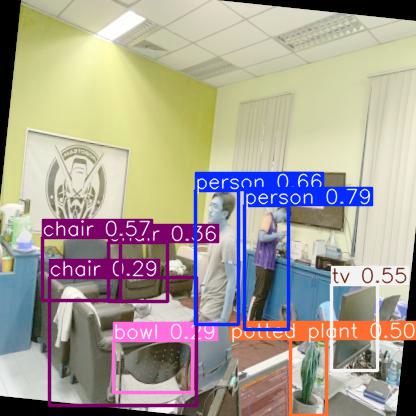 person 0.66
person 0.79
chair 0.57
chair 0.36
chair 0.29
tv 0.55
bowl 0.29
potted plant 0.50